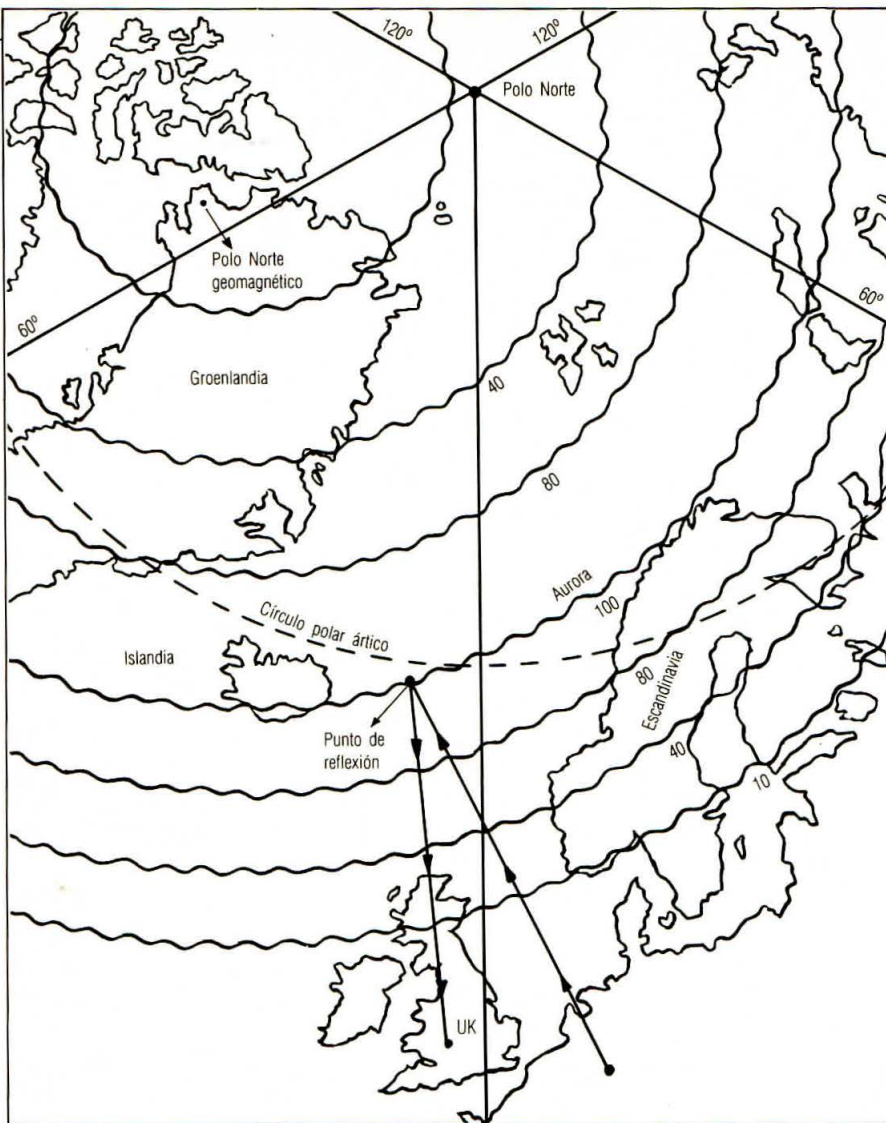 120º
120º
Polo Norte
Polo Norte
geomagnético
60º
60º
Groenlandia
40
80
Aurora
100
Círculo polar ártico
Islandia
80
Escandinavia
Punto de
reflexión
40
10
UK